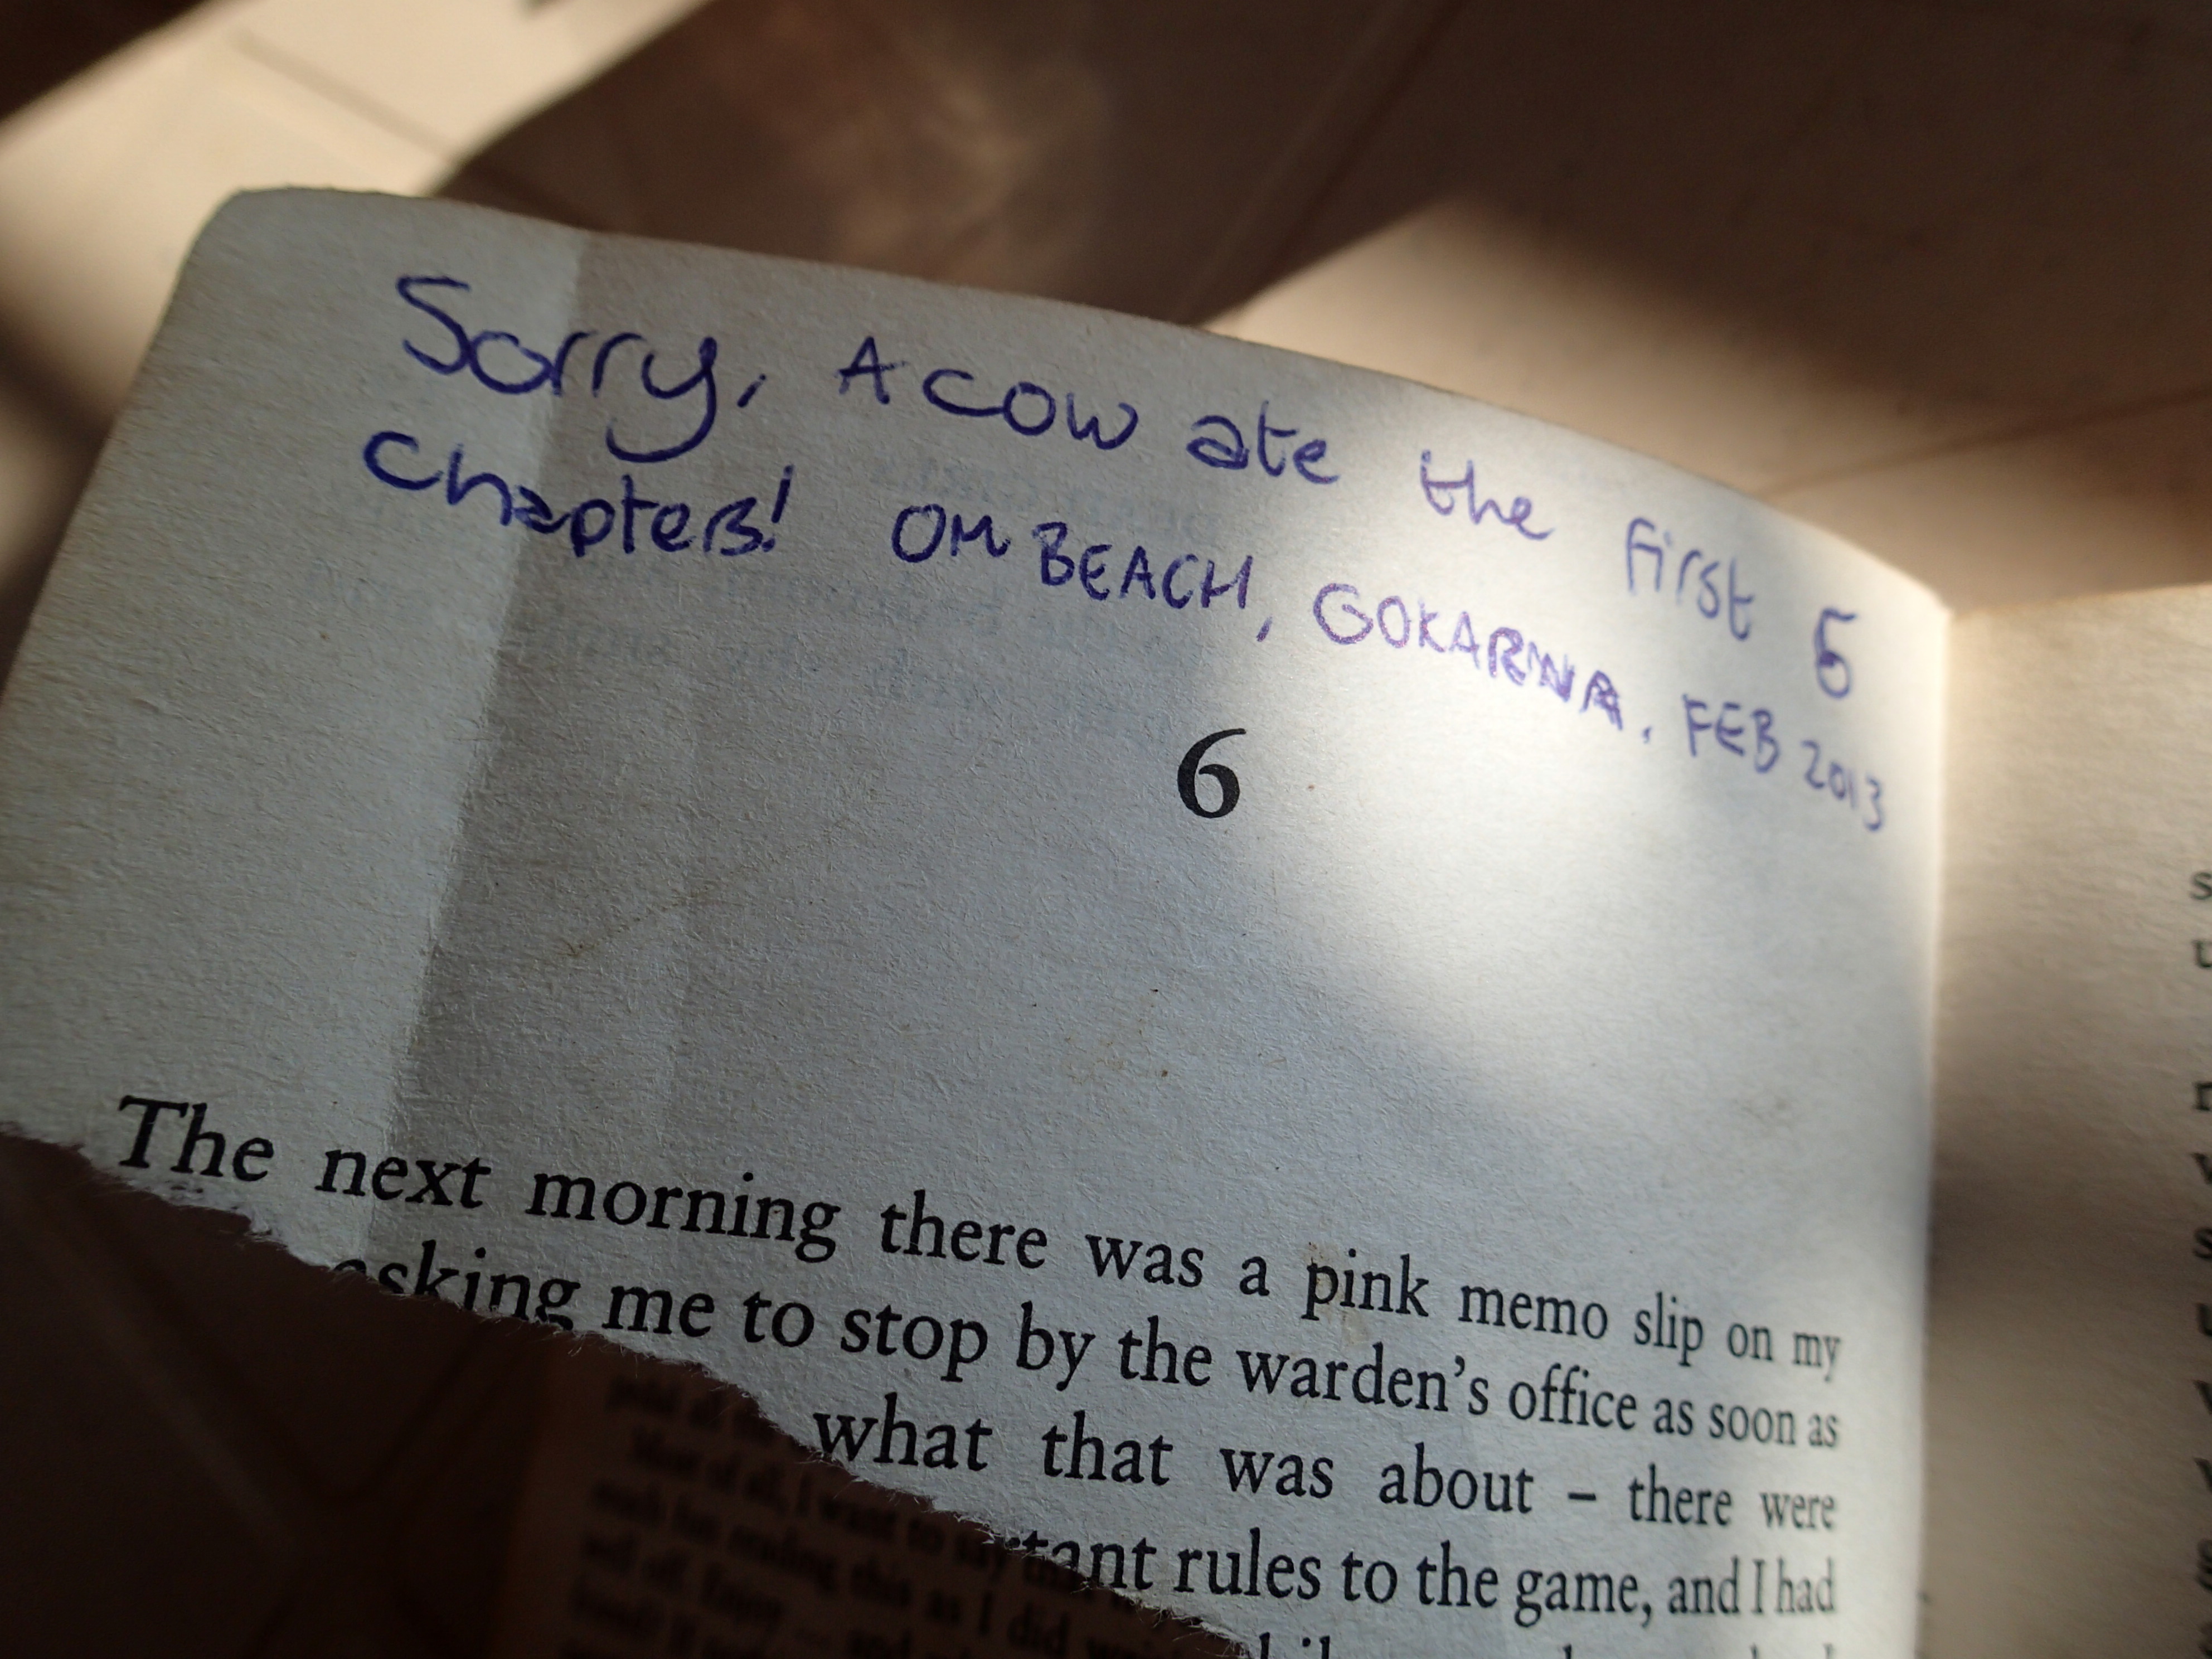 Sorry, A cow ate the first 5
Chapters! OM BEACH, GOKARNA. FEB 2013
6
The next morning there was a pink memo slip on my
asking me to stop by the warden's office as soon as
what that was about – there were
rules to the game, and I had